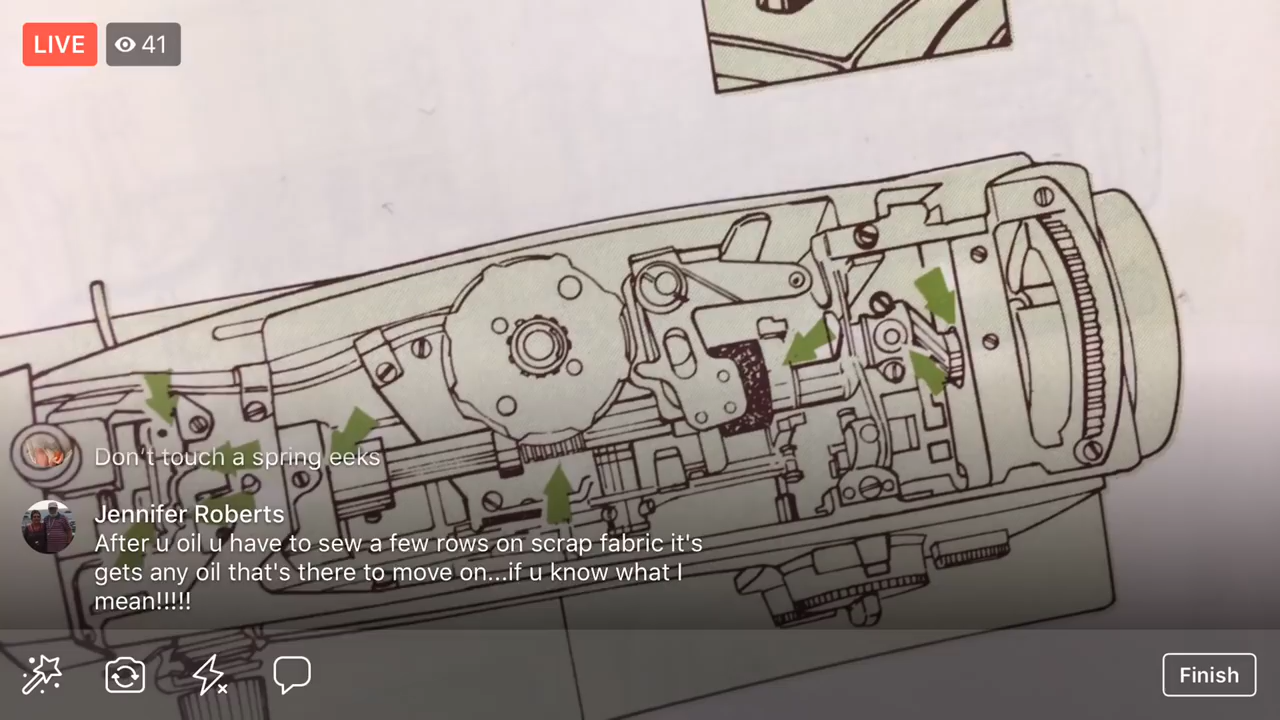 LIVE
41
Don't touch a spring eeks
Jennifer Roberts
After u oil u have to sew a few rows on scrap fabric it's
gets any oil that's there to move on...if u know what I
mean!!!!!
Finish